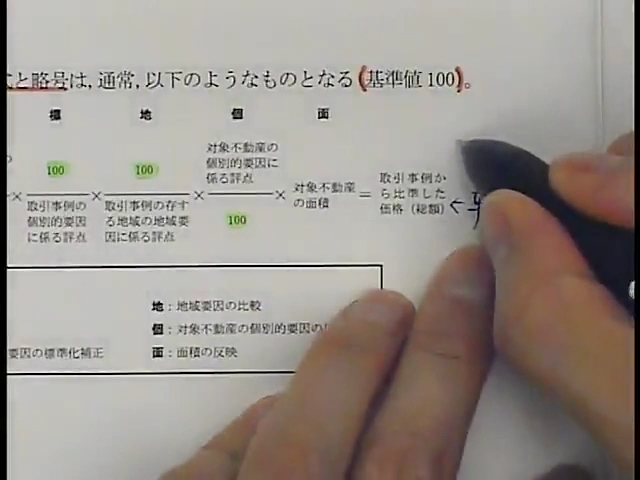 と略号は,通常,以下のようなものとなる(基準値100)。
標 地 個 面
対象不動産の
個別的要因に
係る評点
100 100
× × × × 対象不動産
の面積 = 取引事例か
ら比準した
価格(総額) ←
取引事例の
個別的要因
に係る評点
取引事例の存す
る地域の地域要
因に係る評点
100
地:地域要因の比較
個:対象不動産の個別的要因の
要因の標準化補正
面:面積の反映